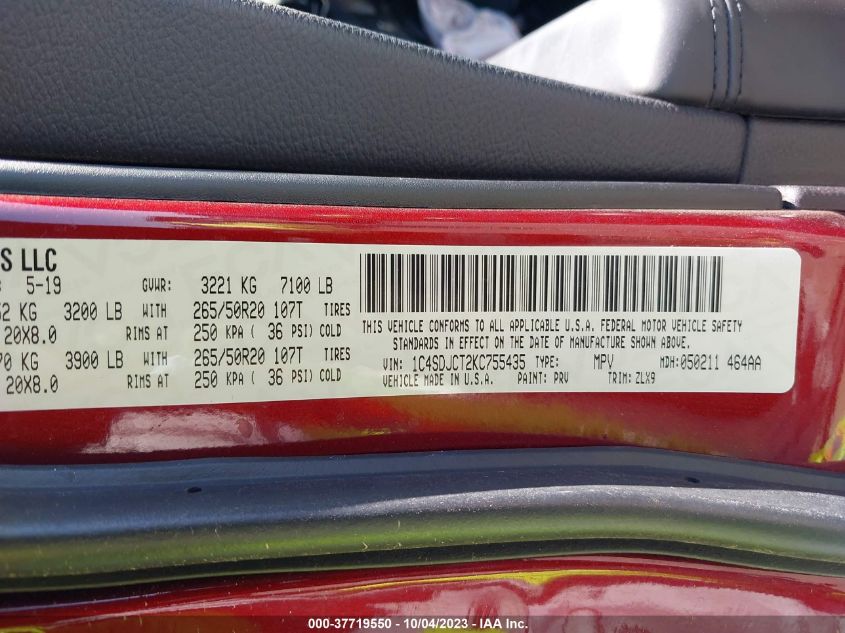 S LLC
5-19 GVWR: 3221 KG 7100 LB
KG 3200 LB WITH 265/50R20 107T TIRES
20X8.0 RIMS AT 250 KPA ( 36 PSI) COLD
KG 3900 LB WITH 265/50R20 107T TIRES
20X8.0 RIMS AT 250 KPA ( 36 PSI) COLD
THIS VEHICLE CONFORMS TO ALL APPLICABLE U.S.A. FEDERAL MOTOR VEHICLE SAFETY
STANDARDS IN EFFECT ON THE DATE OF MANUFACTURE SHOWN ABOVE.
VIN: 1C4SDJCT2KC755435 TYPE: MPV MDH: 050211 464AA
VEHICLE MADE IN U.S.A. PAINT: PRV TRIM: ZLX9
000-37719550 - 10/04/2023 - IAA Inc.